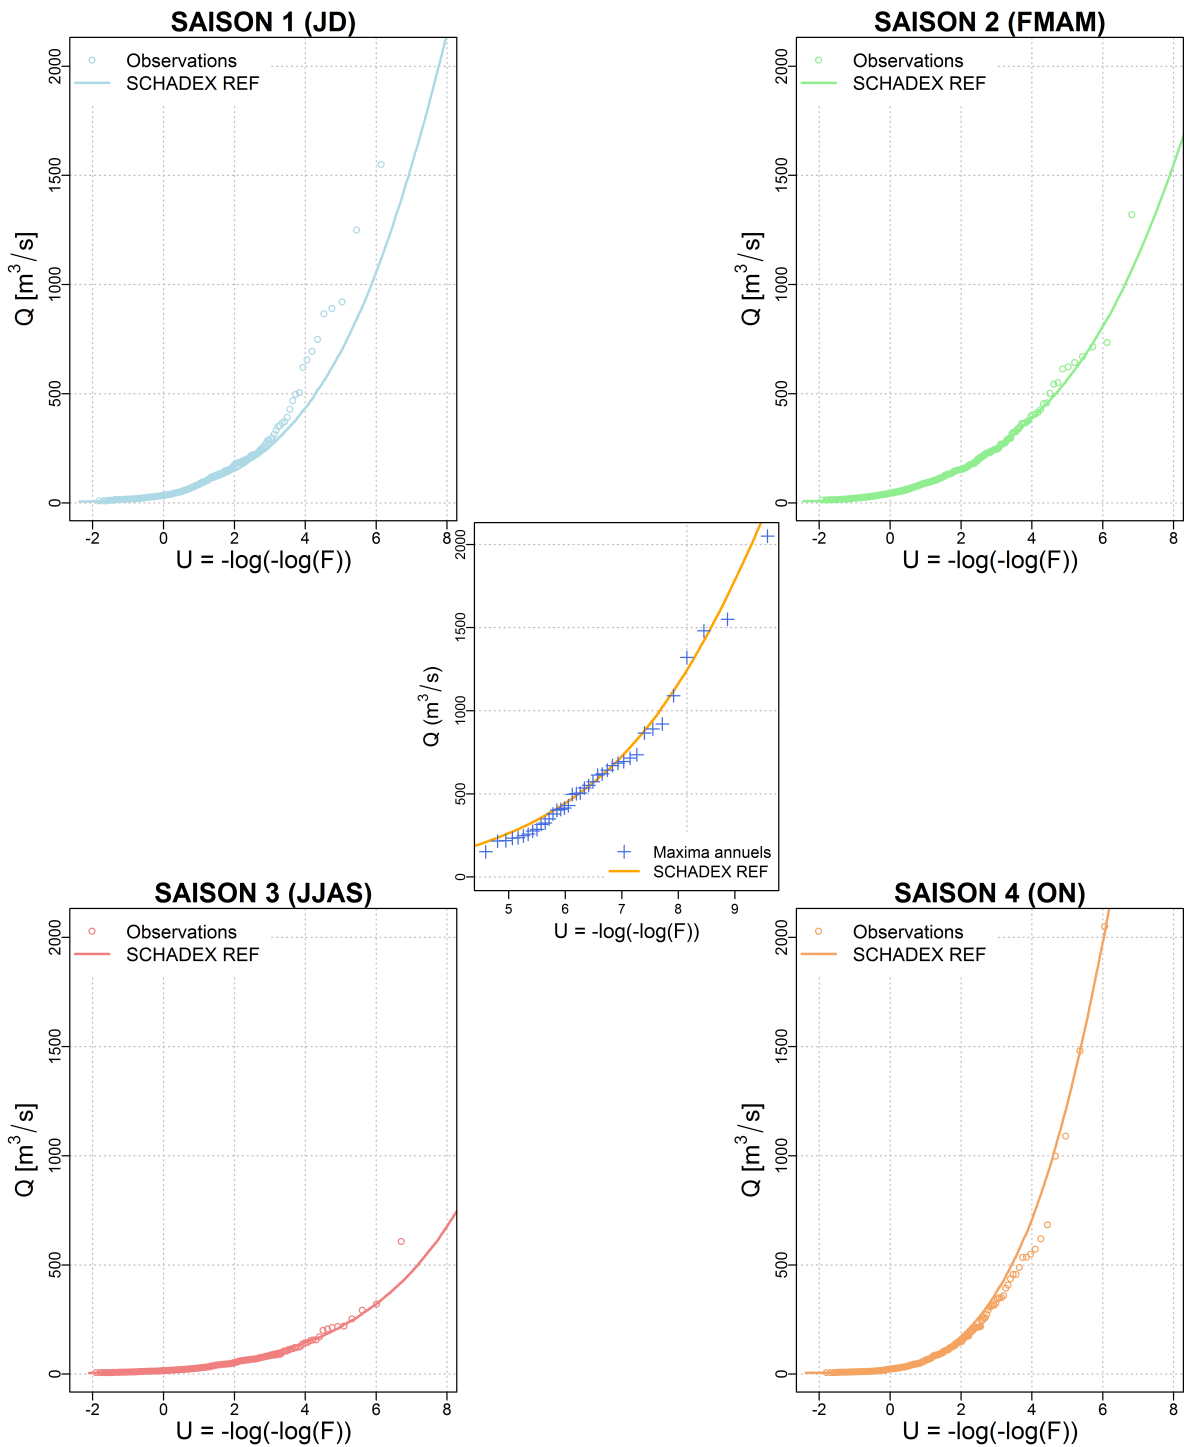 SAISON 1 (JD)
Observations
SCHADEX REF
Q [m³/s]
0 500 1000 1500 2000
-2 0 2 4 6 8
U = -log(-log(F))
SAISON 2 (FMAM)
Observations
SCHADEX REF
Q [m³/s]
0 500 1000 1500 2000
-2 0 2 4 6 8
U = -log(-log(F))
Q (m³/s)
0 500 1000 1500 2000
Maxima annuels
SCHADEX REF
5 6 7 8 9
U = -log(-log(F))
SAISON 3 (JJAS)
Observations
SCHADEX REF
Q [m³/s]
0 500 1000 1500 2000
-2 0 2 4 6 8
U = -log(-log(F))
SAISON 4 (ON)
Observations
SCHADEX REF
Q [m³/s]
0 500 1000 1500 2000
-2 0 2 4 6 8
U = -log(-log(F))